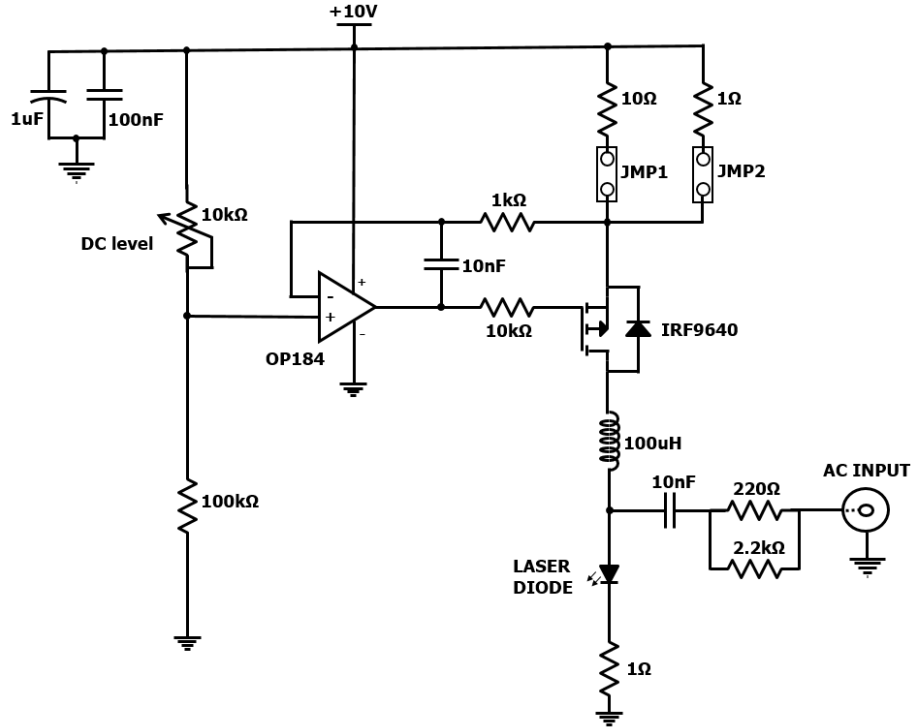 +10V
1uF
100nF
10Ω
1Ω
JMP1
JMP2
10kΩ
DC level
1kΩ
10nF
+
-
-
+
OP184
10kΩ
IRF9640
100uH
AC INPUT
10nF
220Ω
2.2kΩ
100kΩ
LASER
DIODE
1Ω